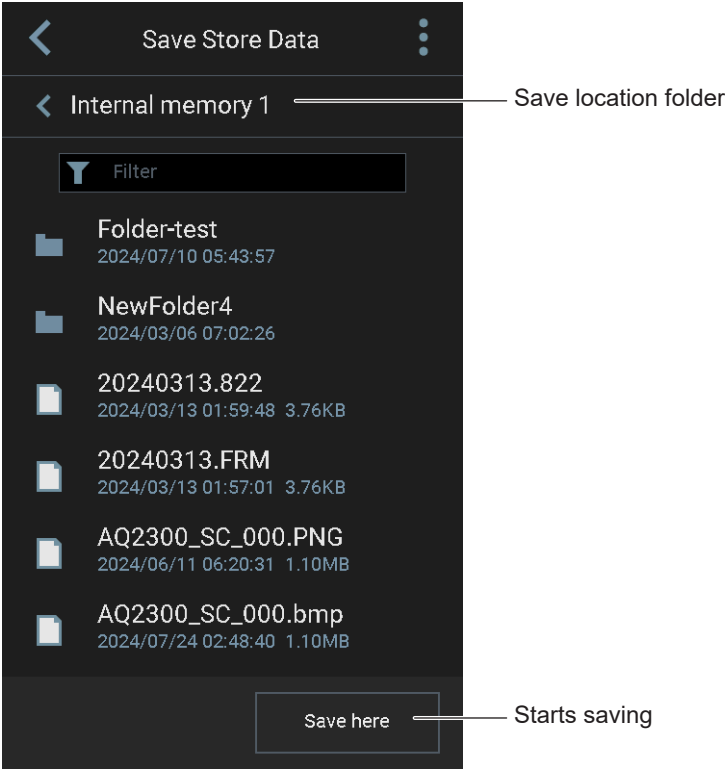 Save Store Data
Internal memory 1
Save location folder
Filter
Folder-test
2024/07/10 05:43:57
NewFolder4
2024/03/06 07:02:26
20240313.822
2024/03/13 01:59:48 3.76KB
20240313.FRM
2024/03/13 01:57:01 3.76KB
AQ2300_SC_000.PNG
2024/06/11 06:20:31 1.10MB
AQ2300_SC_000.bmp
2024/07/24 02:48:40 1.10MB
Save here
Starts saving